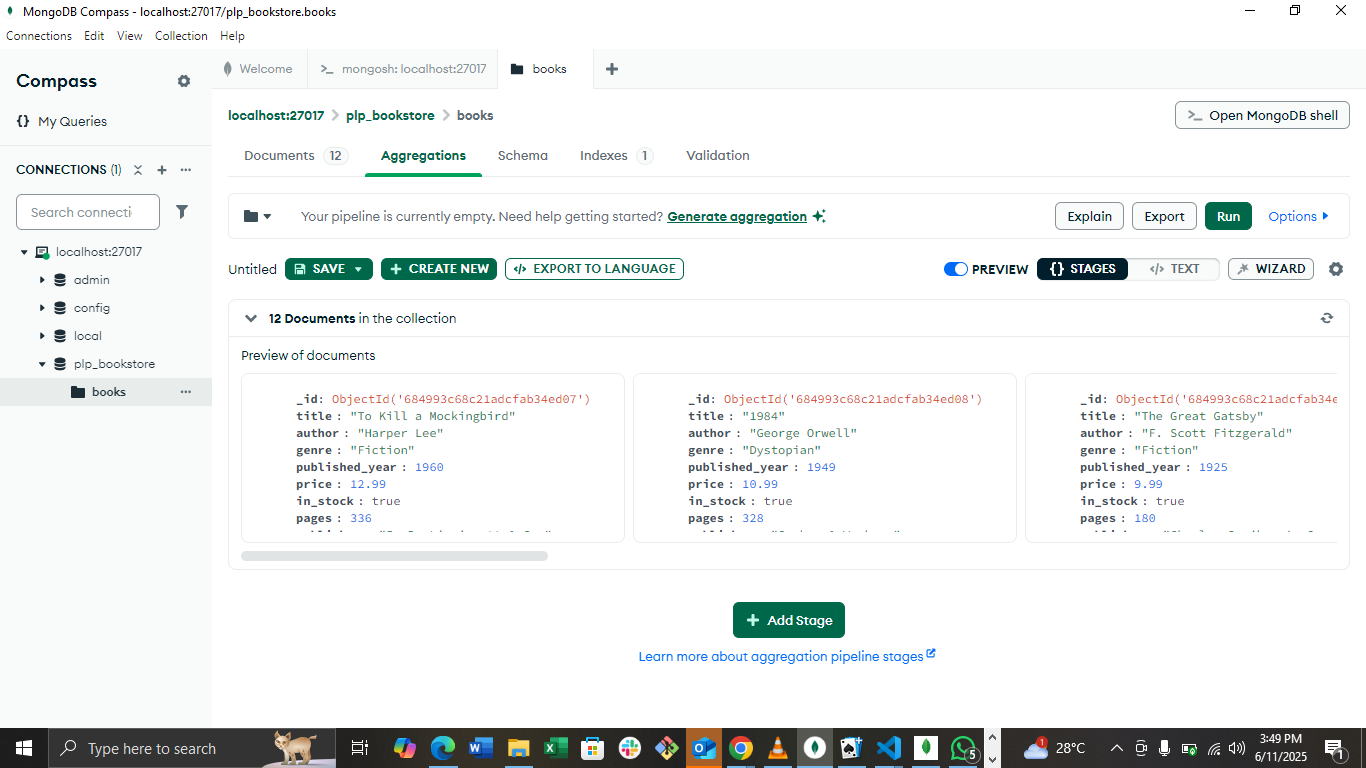 MongoDB Compass - localhost:27017/plp_bookstore.books
Connections Edit View Collection Help
Compass
{} My Queries
CONNECTIONS (1)
Search connecti
localhost:27017
admin
config
local
plp_bookstore
books
Welcome
>_ mongosh: localhost:27017
books
localhost:27017 > plp_bookstore > books
>_ Open MongoDB shell
Documents 12 Aggregations Schema Indexes 1 Validation
Your pipeline is currently empty. Need help getting started? Generate aggregation
Explain Export Run Options
Untitled SAVE + CREATE NEW </> EXPORT TO LANGUAGE
PREVIEW {} STAGES </> TEXT WIZARD
12 Documents in the collection
Preview of documents
_id: ObjectId('684993c68c21adcfab34ed07')
title : "To Kill a Mockingbird"
author : "Harper Lee"
genre : "Fiction"
published_year : 1960
price : 12.99
in_stock : true
pages : 336
_id: ObjectId('684993c68c21adcfab34ed08')
title : "1984"
author : "George Orwell"
genre : "Dystopian"
published_year : 1949
price : 10.99
in_stock : true
pages : 328
_id: ObjectId('684993c68c21adcfab34e
title : "The Great Gatsby"
author : "F. Scott Fitzgerald"
genre : "Fiction"
published_year : 1925
price : 9.99
in_stock : true
pages : 180
+ Add Stage
Learn more about aggregation pipeline stages
Type here to search
5
1
28°C
3:49 PM
6/11/2025
1